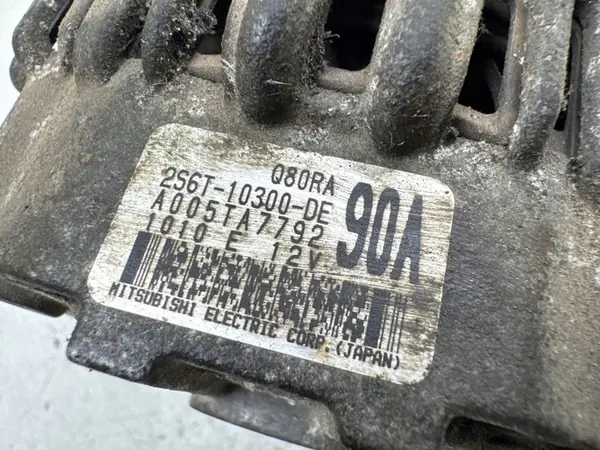 Q80RA
2S6T-10300-DE
A005TA7792
90A
1010 E 12V
MITSUBISHI ELECTRIC CORP.(JAPAN)